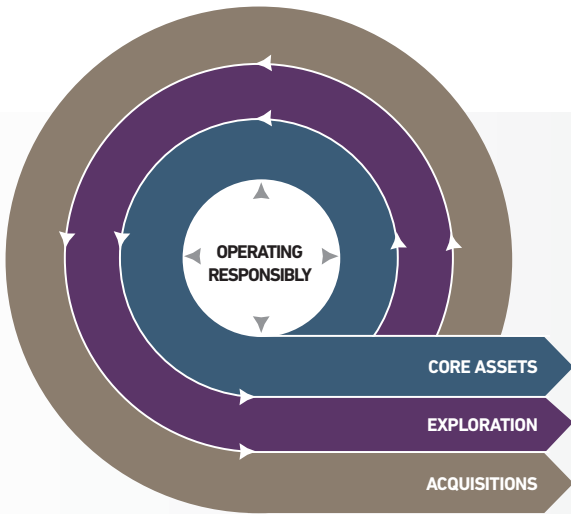 OPERATING
RESPONSIBLY
CORE ASSETS
EXPLORATION
ACQUISITIONS